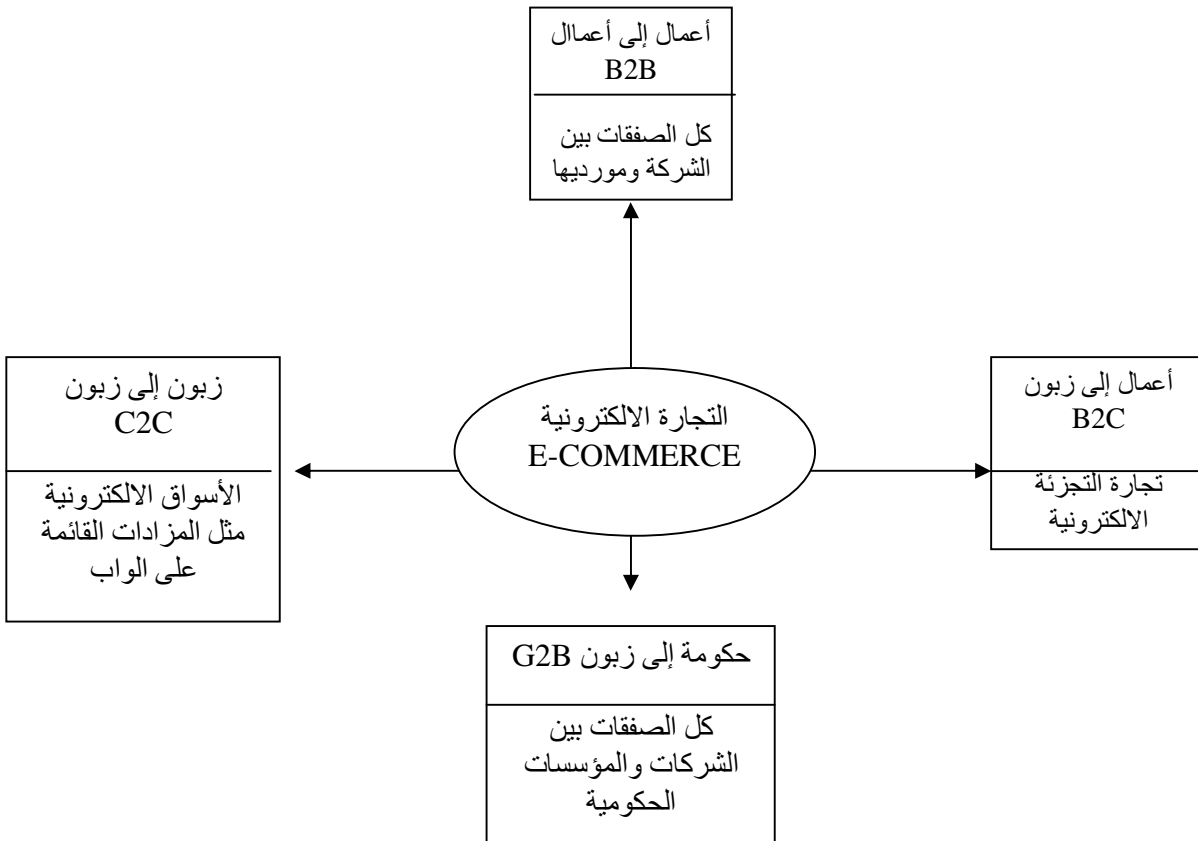 أعمال إلى أعماال
B2B
كل الصفقات بين
الشركة ومورديها
زبون إلى زبون
C2C
الأسواق الالكترونية
مثل المزادات القائمة
على الواب
التجارة الالكترونية
E-COMMERCE
أعمال إلى زبون
B2C
تجارة التجزئة
الالكترونية
حكومة إلى زبون G2B
كل الصفقات بين
الشركات والمؤسسات
الحكومية